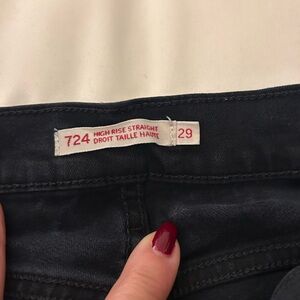 724 HIGH RISE STRAIGHT
DROIT TAILLE HAUTE
29